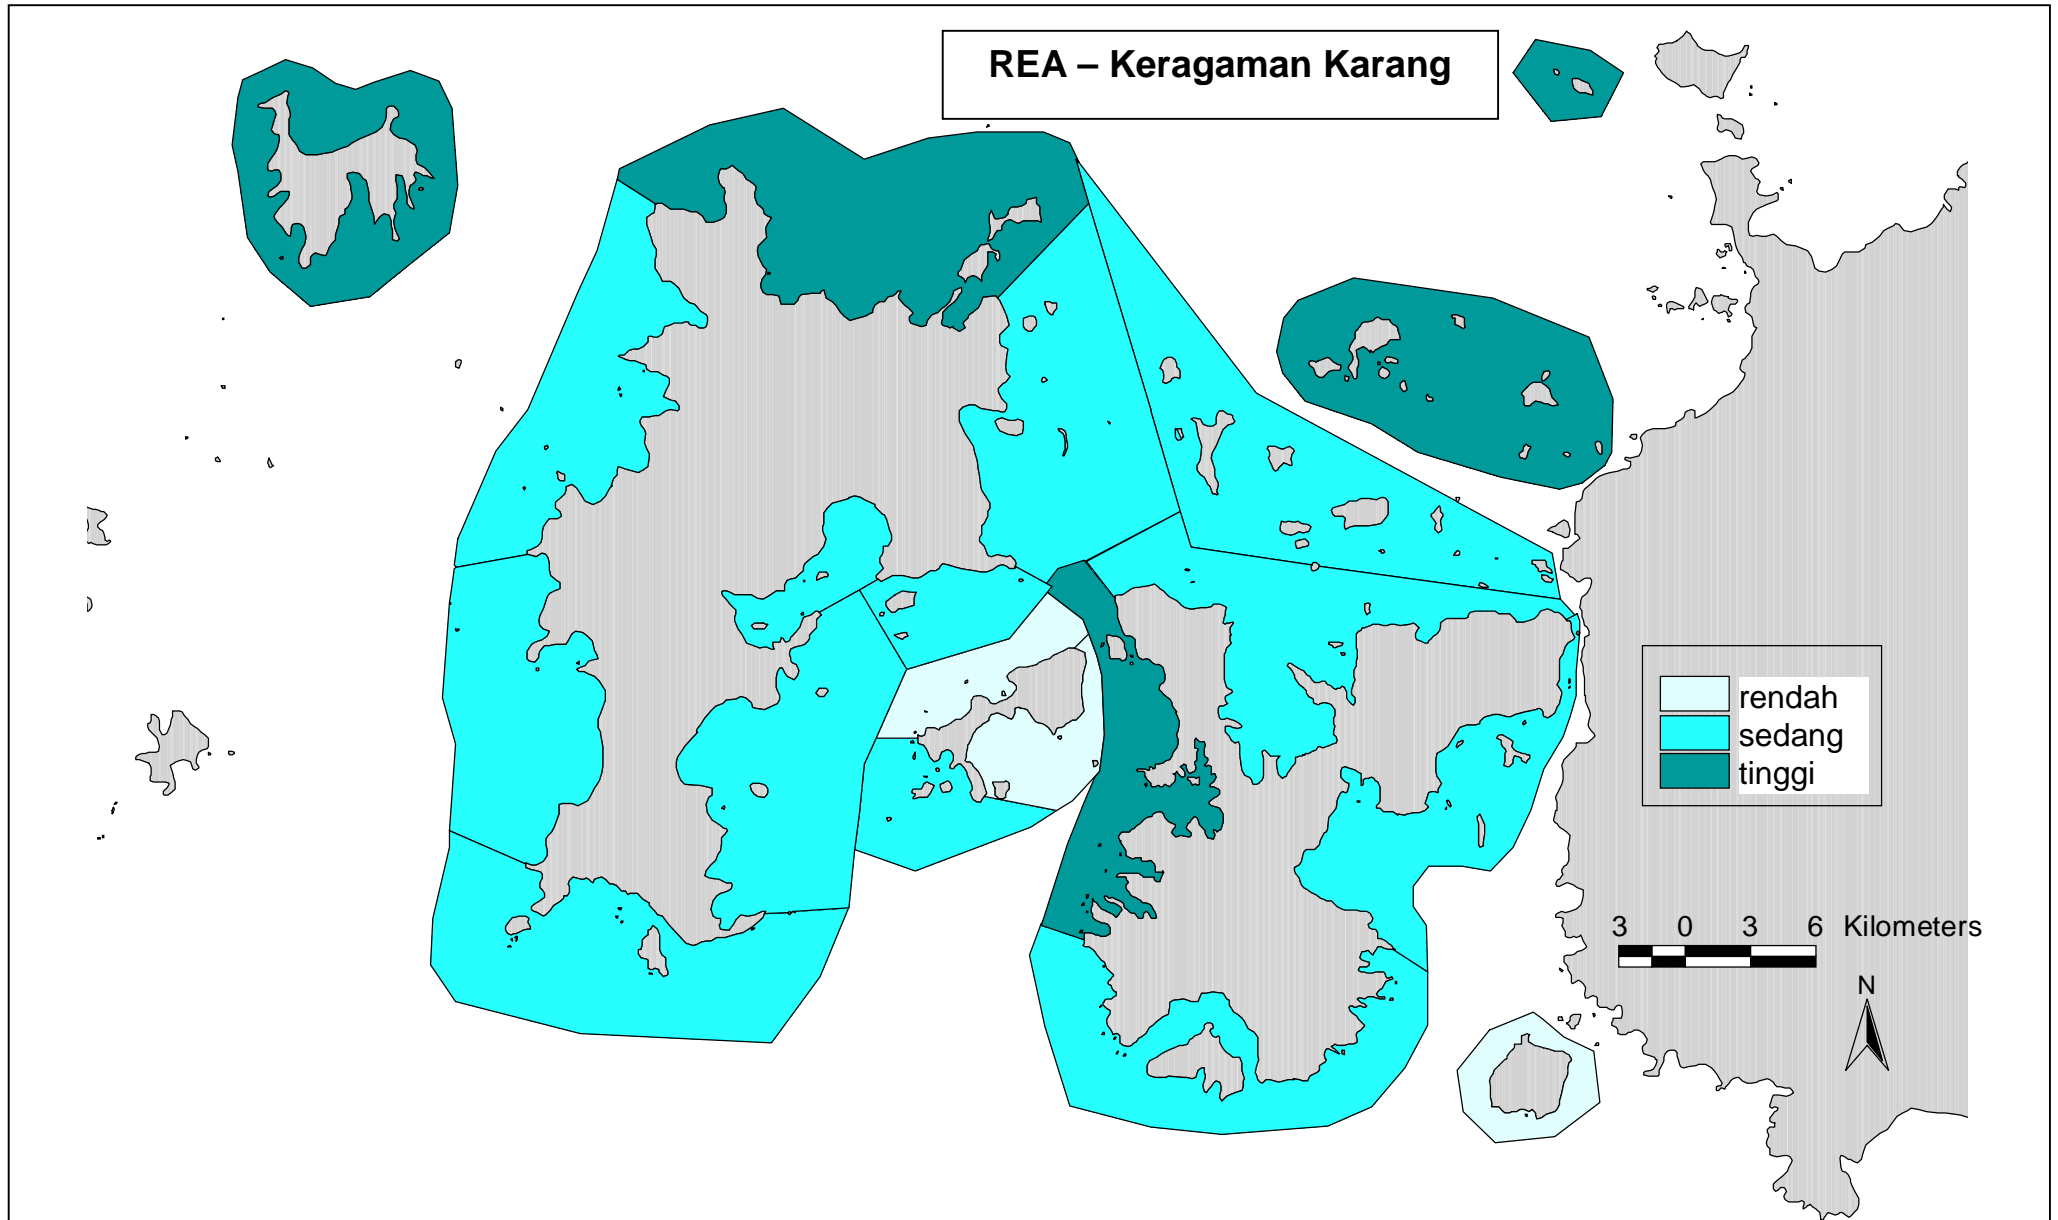 REA – Keragaman Karang
rendah
sedang
tinggi
3 0 3 6 Kilometers
N